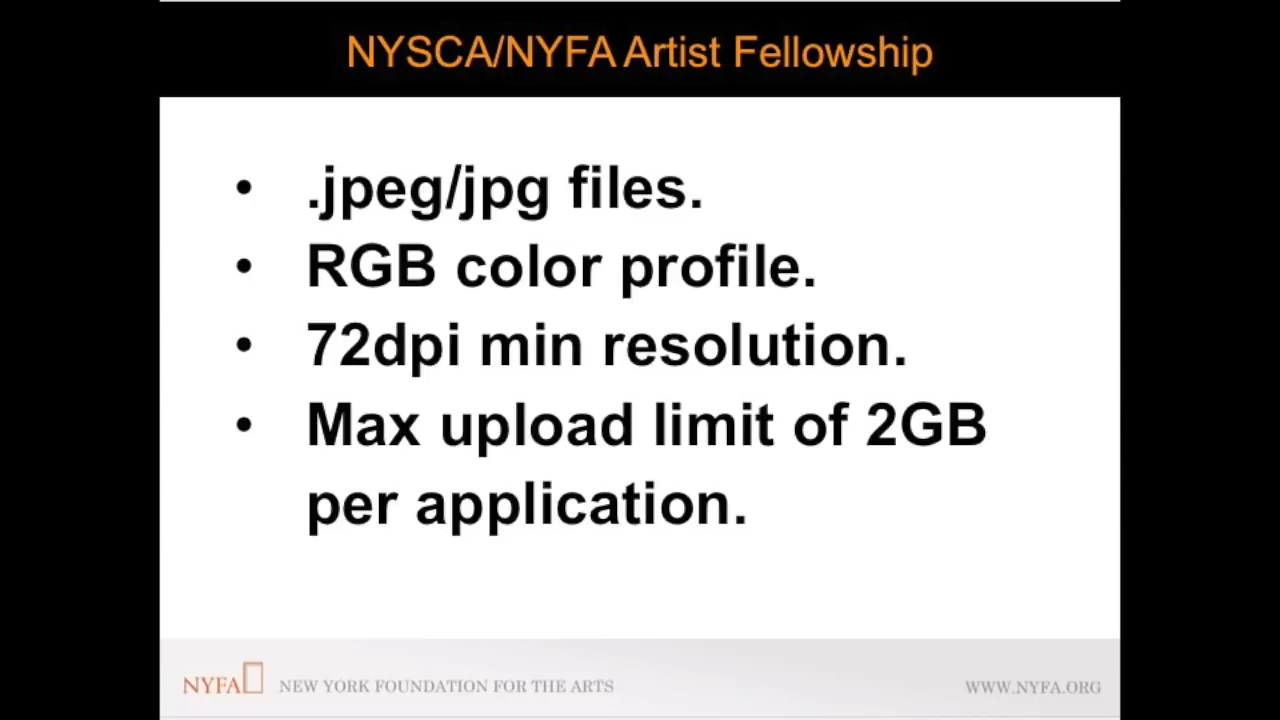 NYSCA/NYFA Artist Fellowship
• .jpeg/jpg files.
• RGB color profile.
• 72dpi min resolution.
• Max upload limit of 2GB
per application.
NYFA NEW YORK FOUNDATION FOR THE ARTS
WWW.NYFA.ORG